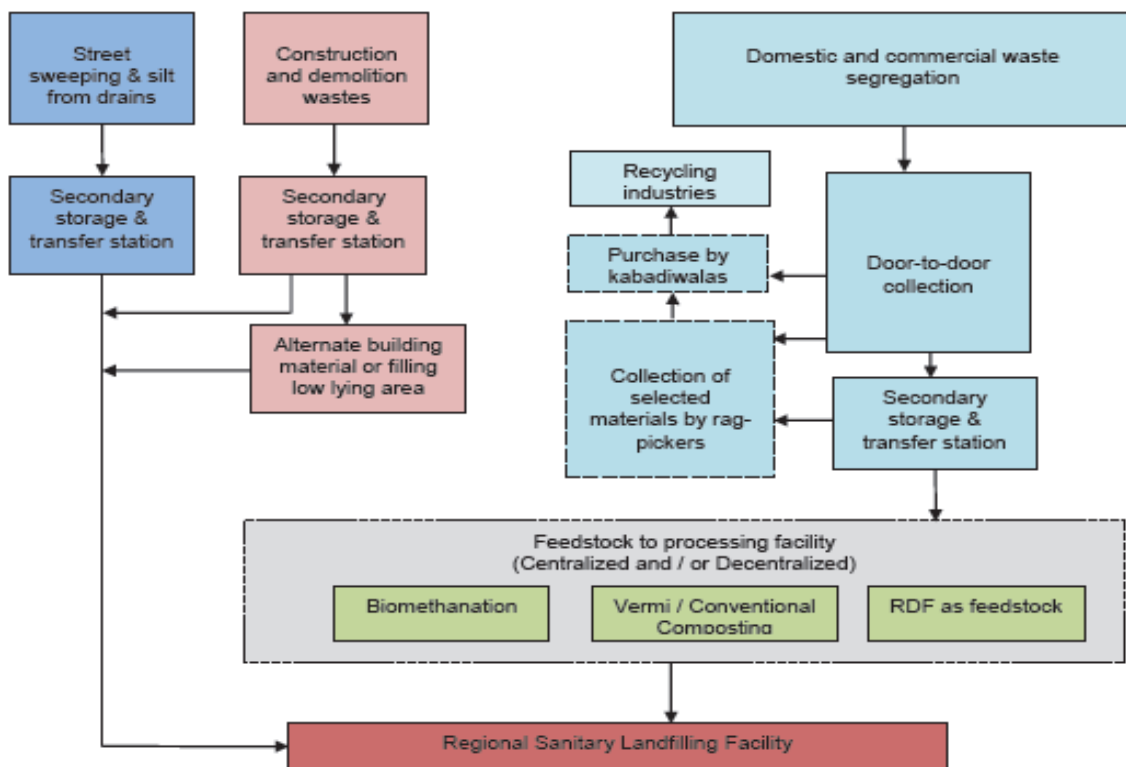 Street
sweeping & silt
from drains
Construction
and demolition
wastes
Domestic and commercial waste
segregation
Secondary
storage &
transfer station
Secondary
storage &
transfer station
Recycling
industries
Purchase by
kabadiwalas
Door-to-door
collection
Alternate building
material or filling
low lying area
Collection of
selected
materials by rag-
pickers
Secondary
storage &
transfer station
Feedstock to processing facility
(Centralized and / or Decentralized)
Biomethanation
Vermi / Conventional
Composting
RDF as feedstock
Regional Sanitary Landfilling Facility